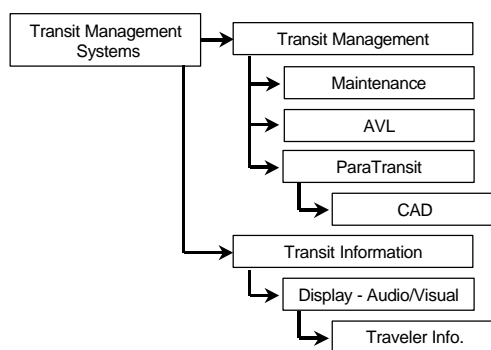 Transit Management
Systems
Transit Management
Maintenance
AVL
ParaTransit
CAD
Transit Information
Display - Audio/Visual
Traveler Info.